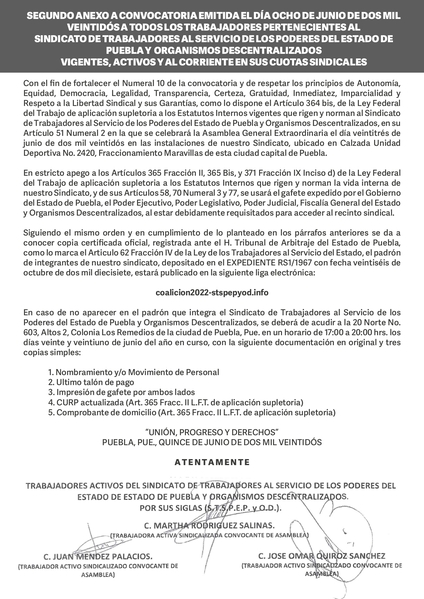 SEGUNDO ANEXO A CONVOCATORIA EMITIDA EL DÍA OCHO DE JUNIO DE DOS MIL
VEINTIDÓS A TODOS LOS TRABAJADORES PERTENECIENTES AL
SINDICATO DE TRABAJADORES AL SERVICIO DE LOS PODERES DEL ESTADO DE
PUEBLA Y ORGANISMOS DESCENTRALIZADOS
VIGENTES, ACTIVOS Y AL CORRIENTE EN SUS CUOTAS SINDICALES
Con el fin de fortalecer el Numeral 10 de la convocatoria y de respetar los principios de Autonomía,
Equidad, Democracia, Legalidad, Transparencia, Certeza, Gratuidad, Inmediatez, Imparcialidad y
Respeto a la Libertad Sindical y sus Garantías, como lo dispone el Artículo 364 bis, de la Ley Federal
del Trabajo de aplicación supletoria a los Estatutos Internos vigentes que rigen y norman al Sindicato
de Trabajadores al Servicio de los Poderes del Estado de Puebla y Organismos Descentralizados, en su
Artículo 51 Numeral 2 en la que se celebrará la Asamblea General Extraordinaria el día veintitrés de
junio de dos mil veintidós en las instalaciones de nuestro Sindicato, ubicado en Calzada Unidad
Deportiva No. 2420, Fraccionamiento Maravillas de esta ciudad capital de Puebla.
En estricto apego a los Artículos 365 Fracción II, 365 Bis, y 371 Fracción IX Inciso d) de la Ley Federal
del Trabajo de aplicación supletoria a los Estatutos Internos que rigen y norman la vida interna de
nuestro Sindicato, y de sus Artículos 58, 70 Numeral 3 y 77, se usará el gafete expedido por el Gobierno
del Estado de Puebla, el Poder Ejecutivo, Poder Legislativo, Poder Judicial, Fiscalía General del Estado
y Organismos Descentralizados, al estar debidamente requisitados para acceder al recinto sindical.
Siguiendo el mismo orden y en cumplimiento de lo planteado en los párrafos anteriores se da a
conocer copia certificada oficial, registrada ante el H. Tribunal de Arbitraje del Estado de Puebla,
como lo marca el Artículo 62 Fracción IV de la Ley de los Trabajadores al Servicio del Estado, el padrón
de integrantes de nuestro sindicato, depositado en el EXPEDIENTE RS1/1967 con fecha veintiséis de
octubre de dos mil diecisiete, estará publicado en la siguiente liga electrónica:
coalicion2022-stspepyod.info
En caso de no aparecer en el padrón que integra el Sindicato de Trabajadores al Servicio de los
Poderes del Estado de Puebla y Organismos Descentralizados, se deberá de acudir a la 20 Norte No.
603, Altos 2, Colonia Los Remedios de la ciudad de Puebla, Pue. en un horario de 17:00 a 20:00 hrs. los
días veinte y veintiuno de junio del año en curso, con la siguiente documentación en original y tres
copias simples:
1. Nombramiento y/o Movimiento de Personal
2. Ultimo talón de pago
3. Impresión de gafete por ambos lados
4. CURP actualizada (Art. 365 Fracc. II L.F.T. de aplicación supletoria)
5. Comprobante de domicilio (Art. 365 Fracc. II L.F.T. de aplicación supletoria)
"UNIÓN, PROGRESO Y DERECHOS"
PUEBLA, PUE., QUINCE DE JUNIO DE DOS MIL VEINTIDÓS
ATENTAMENTE
TRABAJADORES ACTIVOS DEL SINDICATO DE TRABAJADORES AL SERVICIO DE LOS PODERES DEL
ESTADO DE ESTADO DE PUEBLA Y ORGANISMOS DESCENTRALIZADOS.
POR SUS SIGLAS (S.T.S.P.E.P. y O.D.).
C. MARTHA RODRIGUEZ SALINAS.
(TRABAJADORA ACTIVA SINDICALIZADA CONVOCANTE DE ASAMBLEA)
C. JUAN MENDEZ PALACIOS. C. JOSE OMAR QUIROZ SANCHEZ
(TRABAJADOR ACTIVO SINDICALIZADO CONVOCANTE DE (TRABAJADOR ACTIVO SINDICALIZADO CONVOCANTE DE
ASAMBLEA) ASAMBLEA)